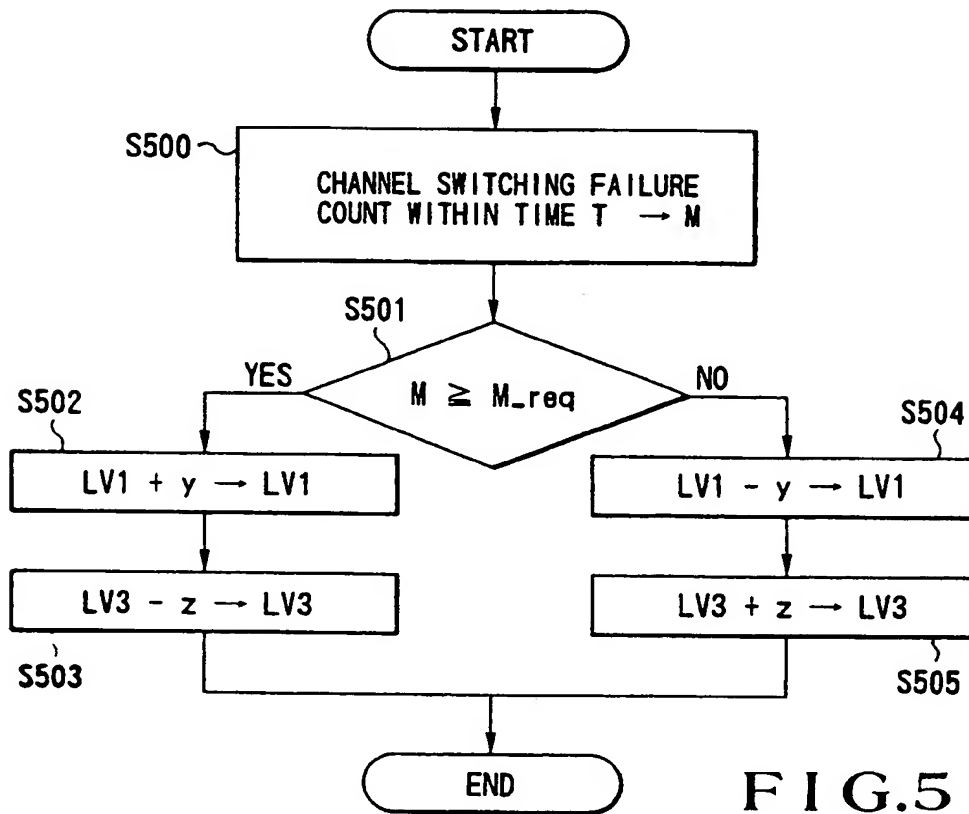 START
S500
CHANNEL SWITCHING FAILURE
COUNT WITHIN TIME T → M
S501
YES
M ≧ M_req
NO
S502
LV1 + y → LV1
S504
LV1 - y → LV1
LV3 - z → LV3
S503
LV3 + z → LV3
S505
END
FIG.5